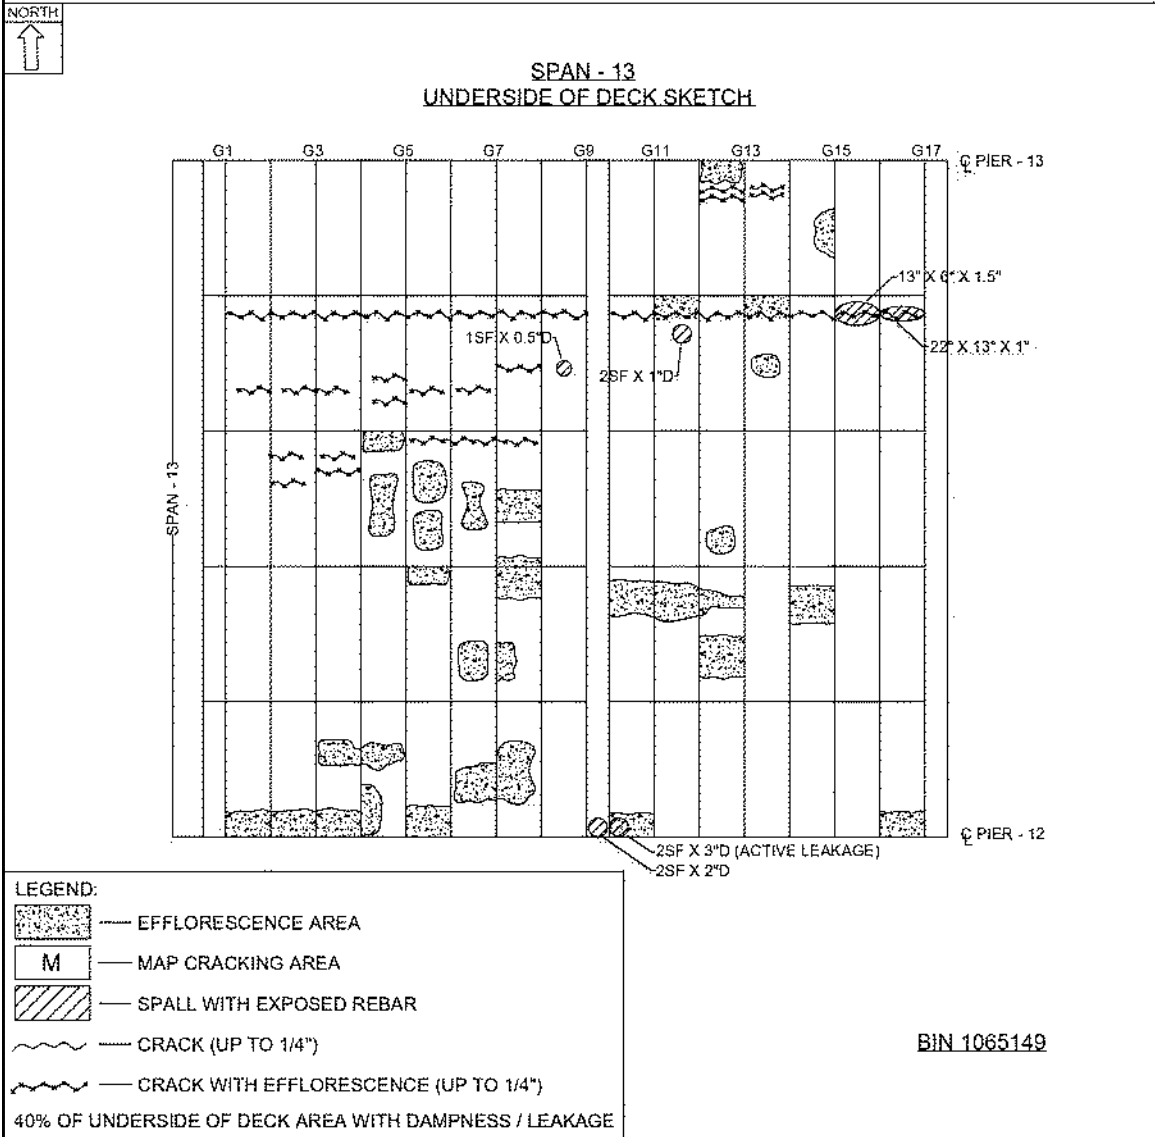 NORTH
SPAN - 13
UNDERSIDE OF DECK SKETCH
G1 G3 G5 G7 G9 G11 G13 G15 G17
℄ PIER - 13
13" X 6" X 1.5"
1SF X 0.5"D
22" X 13" X 1"
2SF X 1"D
SPAN - 13
℄ PIER - 12
2SF X 3"D (ACTIVE LEAKAGE)
2SF X 2"D
LEGEND:
EFFLORESCENCE AREA
M MAP CRACKING AREA
SPALL WITH EXPOSED REBAR
CRACK (UP TO 1/4")
BIN 1065149
CRACK WITH EFFLORESCENCE (UP TO 1/4")
40% OF UNDERSIDE OF DECK AREA WITH DAMPNESS / LEAKAGE